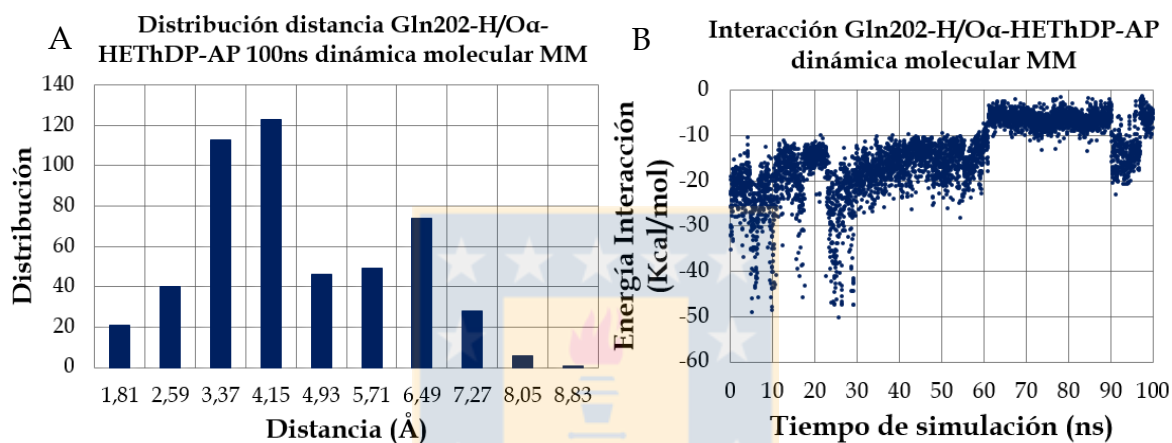 A
Distribución distancia Gln202-H/Oα-
HEThDP-AP 100ns dinámica molecular MM
140
120
100
80
60
40
20
0
Distribución
1,81 2,59 3,37 4,15 4,93 5,71 6,49 7,27 8,05 8,83
Distancia (Å)
B
Interacción Gln202-H/Oα-HEThDP-AP
dinámica molecular MM
0
-10
-20
-30
-40
-50
-60
Energía Interacción
(Kcal/mol)
0 10 20 30 40 50 60 70 80 90 100
Tiempo de simulación (ns)